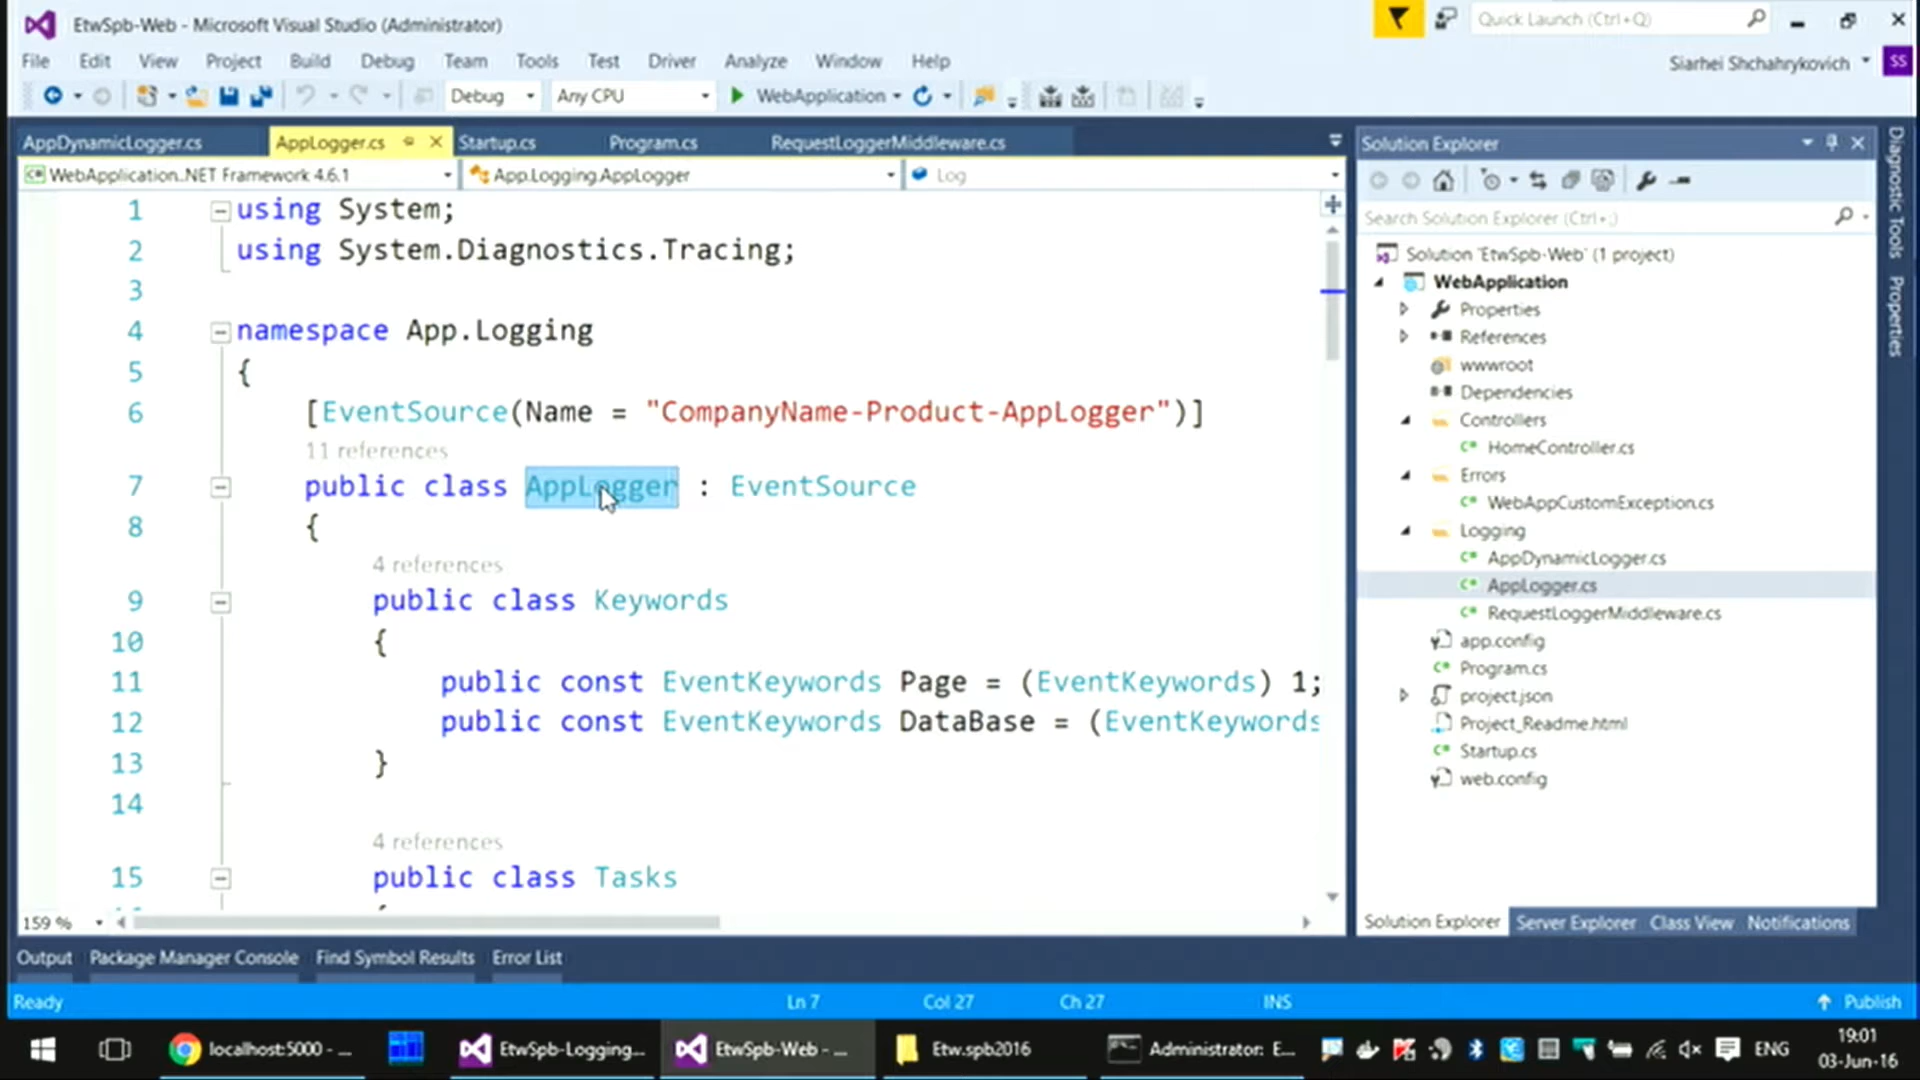 EtwSpb-Web - Microsoft Visual Studio (Administrator)
Quick Launch (Ctrl+Q)
File Edit View Project Build Debug Team Tools Test Driver Analyze Window Help
Siarhei Shchahrykovich
SS
Debug
Any CPU
WebApplication
AppDynamicLogger.cs
AppLogger.cs
Startup.cs
Program.cs
RequestLoggerMiddleware.cs
WebApplication..NET Framework 4.6.1
App.Logging.AppLogger
Log
1 using System;
2 using System.Diagnostics.Tracing;
3
4 namespace App.Logging
5 {
6 [EventSource(Name = "CompanyName-Product-AppLogger")]
11 references
7 public class AppLogger : EventSource
8 {
4 references
9 public class Keywords
10 {
11 public const EventKeywords Page = (EventKeywords) 1;
12 public const EventKeywords DataBase = (EventKeywords
13 }
14
4 references
15 public class Tasks
159 %
Solution Explorer
Search Solution Explorer (Ctrl+;)
Solution 'EtwSpb-Web' (1 project)
WebApplication
Properties
References
wwwroot
Dependencies
Controllers
HomeController.cs
Errors
WebAppCustomException.cs
Logging
AppDynamicLogger.cs
AppLogger.cs
RequestLoggerMiddleware.cs
app.config
Program.cs
project.json
Project_Readme.html
Startup.cs
web.config
Solution Explorer Server Explorer Class View Notifications
Diagnostic Tools
Properties
Output Package Manager Console Find Symbol Results Error List
Ready
Ln 7
Col 27
Ch 27
INS
Publish
localhost:5000 - ...
EtwSpb-Logging...
EtwSpb-Web - ...
Etw.spb2016
Administrator: E...
ENG
19:01
03-Jun-16